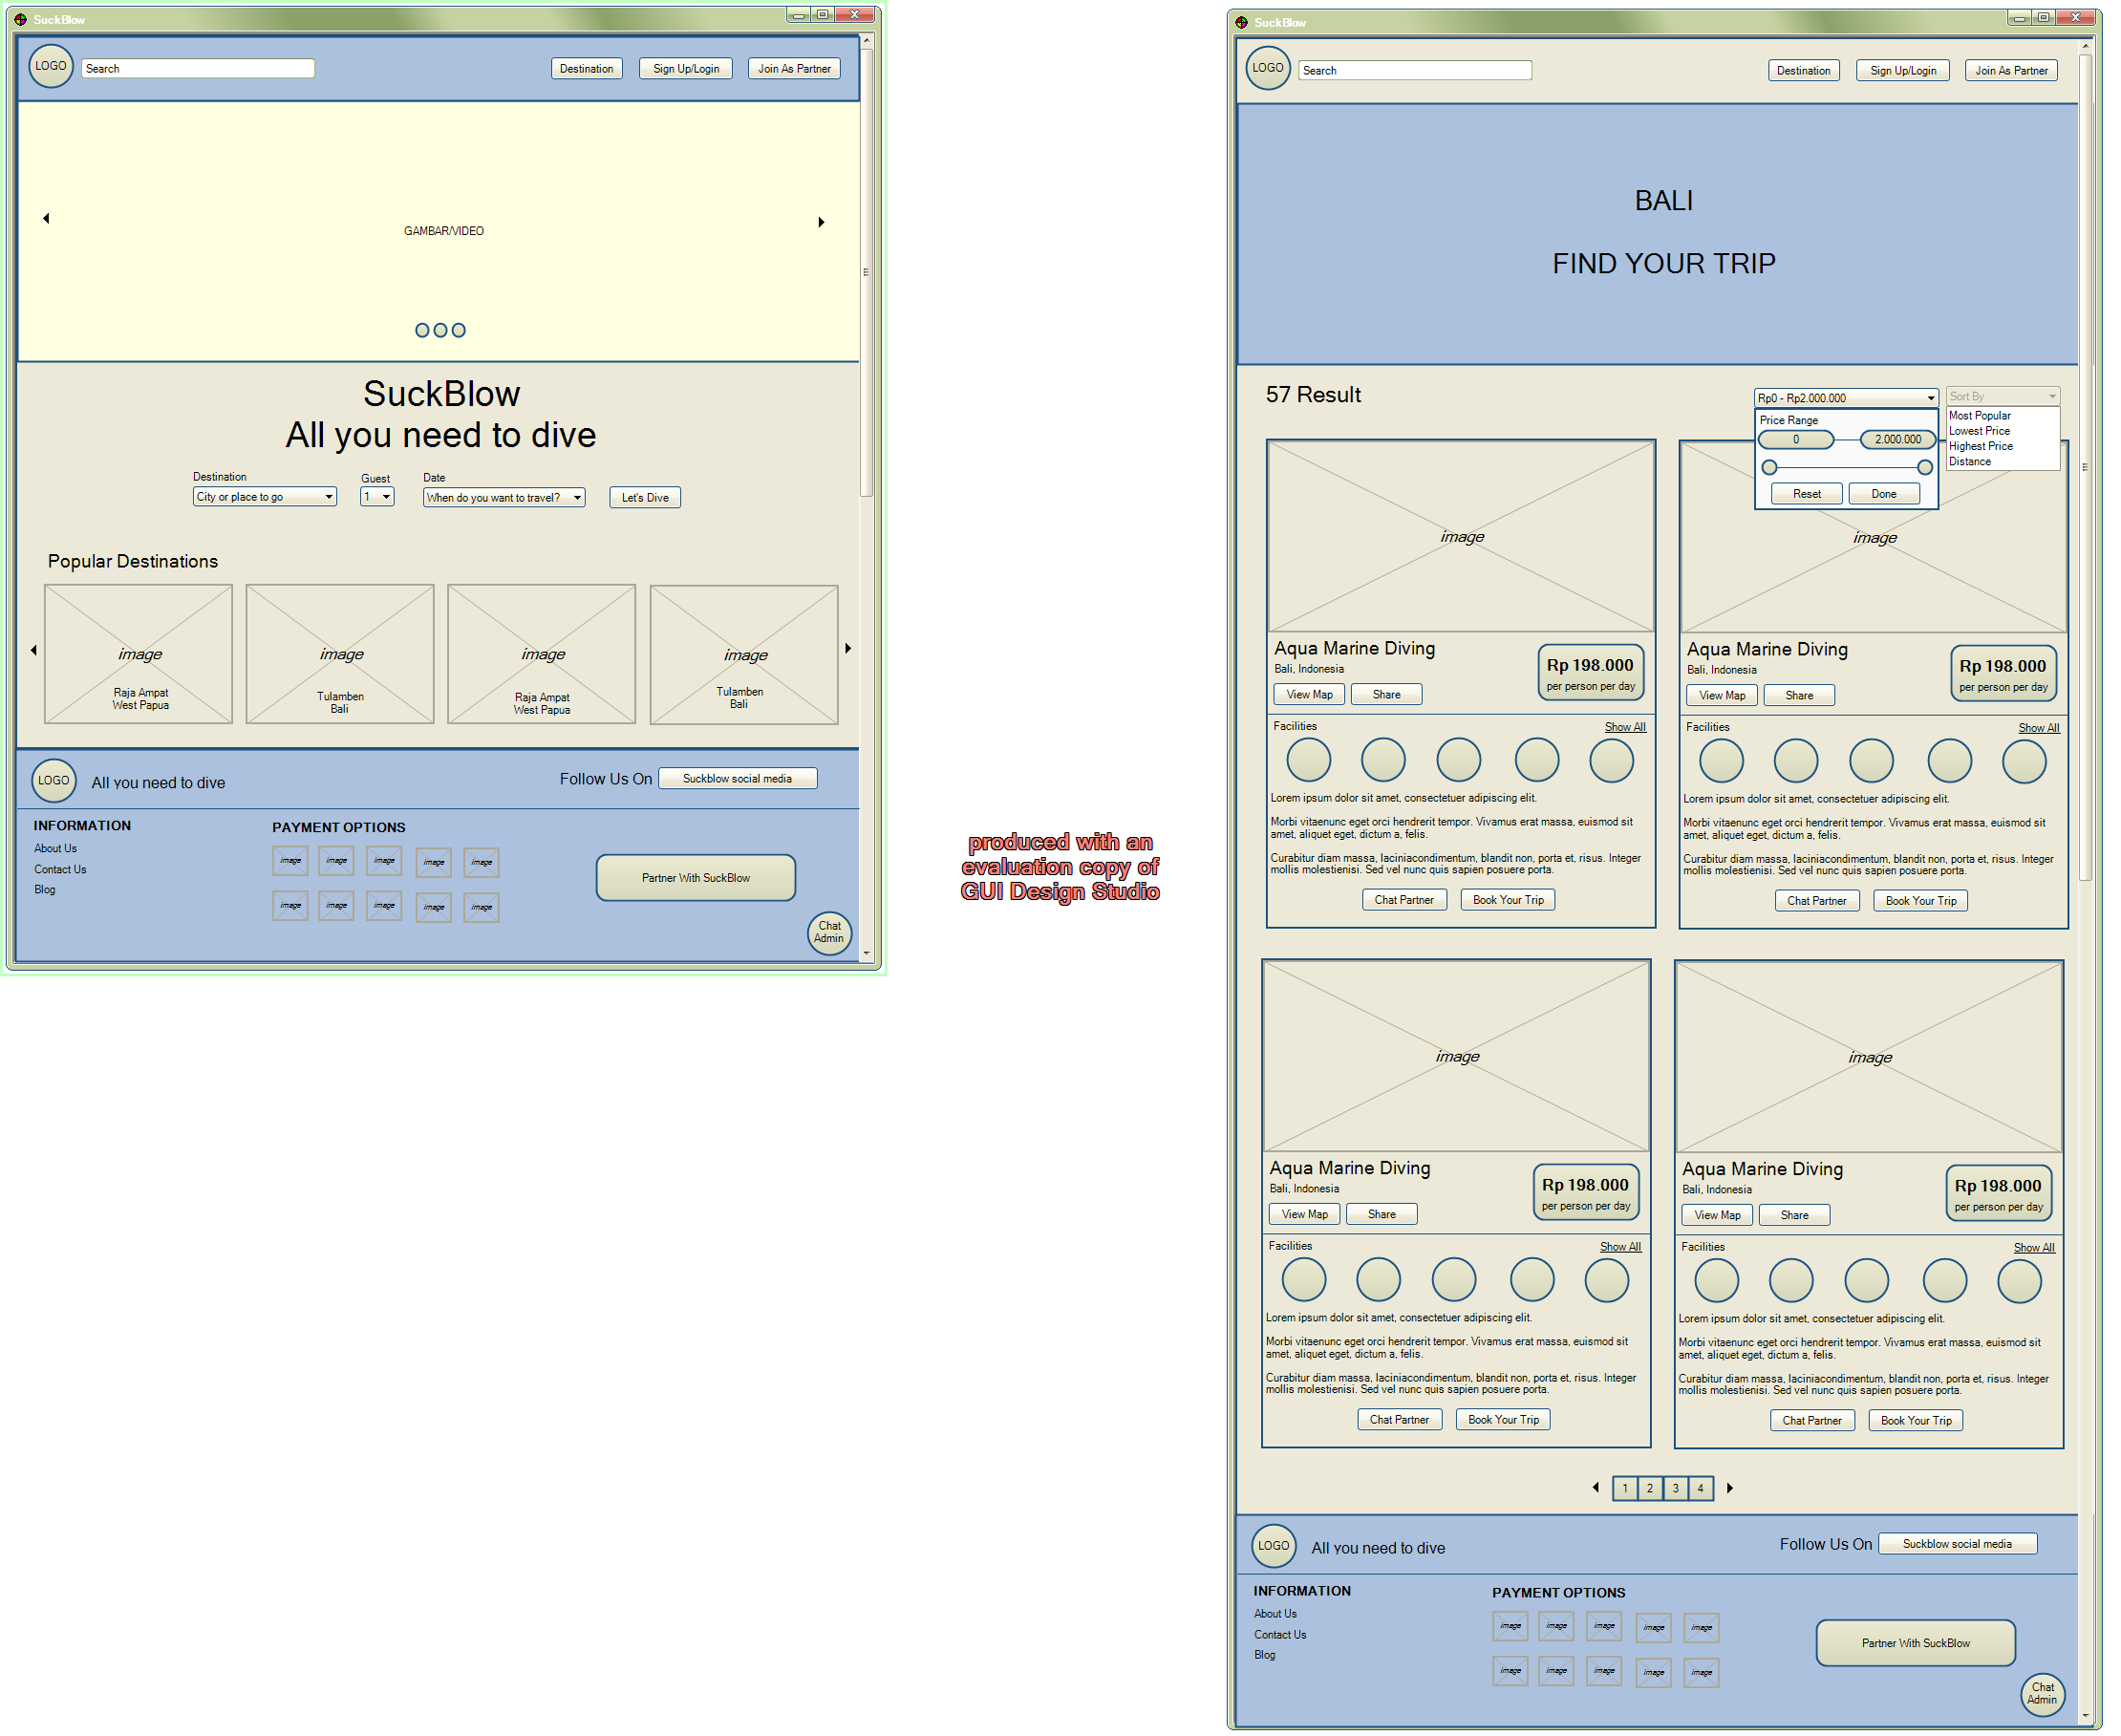 SuckBlow
LOGO
Search
Destination
Sign Up/Login
Join As Partner
GAMBAR/VIDEO
SuckBlow
All you need to dive
Destination
Guest
Date
City or place to go
1
When do you want to travel?
Let's Dive
Popular Destinations
image
Raja Ampat
West Papua
image
Tulamben
Bali
image
Raja Ampat
West Papua
image
Tulamben
Bali
LOGO
All you need to dive
Follow Us On
Suckblow social media
INFORMATION
About Us
Contact Us
Blog
PAYMENT OPTIONS
image image image image image
image image image image image
Partner With SuckBlow
Chat
Admin
produced with an
evaluation copy of
GUI Design Studio
SuckBlow
LOGO
Search
Destination
Sign Up/Login
Join As Partner
BALI
FIND YOUR TRIP
57 Result
Rp0 - Rp2.000.000
Price Range
0
2.000.000
Reset
Done
Sort By
Most Popular
Lowest Price
Highest Price
Distance
image
Aqua Marine Diving
Bali, Indonesia
View Map
Share
Rp 198.000
per person per day
Facilities
Show All
Lorem ipsum dolor sit amet, consectetuer adipiscing elit.
Morbi vitaenunc eget orci hendrerit tempor. Vivamus erat massa, euismod sit
amet, aliquet eget, dictum a, felis.
Curabitur diam massa, laciniacondimentum, blandit non, porta et, risus. Integer
mollis molestienisi. Sed vel nunc quis sapien posuere porta.
Chat Partner
Book Your Trip
image
Aqua Marine Diving
Bali, Indonesia
View Map
Share
Rp 198.000
per person per day
Facilities
Show All
Lorem ipsum dolor sit amet, consectetuer adipiscing elit.
Morbi vitaenunc eget orci hendrerit tempor. Vivamus erat massa, euismod sit
amet, aliquet eget, dictum a, felis.
Curabitur diam massa, laciniacondimentum, blandit non, porta et, risus. Integer
mollis molestienisi. Sed vel nunc quis sapien posuere porta.
Chat Partner
Book Your Trip
image
Aqua Marine Diving
Bali, Indonesia
View Map
Share
Rp 198.000
per person per day
Facilities
Show All
Lorem ipsum dolor sit amet, consectetuer adipiscing elit.
Morbi vitaenunc eget orci hendrerit tempor. Vivamus erat massa, euismod sit
amet, aliquet eget, dictum a, felis.
Curabitur diam massa, laciniacondimentum, blandit non, porta et, risus. Integer
mollis molestienisi. Sed vel nunc quis sapien posuere porta.
Chat Partner
Book Your Trip
image
Aqua Marine Diving
Bali, Indonesia
View Map
Share
Rp 198.000
per person per day
Facilities
Show All
Lorem ipsum dolor sit amet, consectetuer adipiscing elit.
Morbi vitaenunc eget orci hendrerit tempor. Vivamus erat massa, euismod sit
amet, aliquet eget, dictum a, felis.
Curabitur diam massa, laciniacondimentum, blandit non, porta et, risus. Integer
mollis molestienisi. Sed vel nunc quis sapien posuere porta.
Chat Partner
Book Your Trip
1 2 3 4
LOGO
All you need to dive
Follow Us On
Suckblow social media
INFORMATION
About Us
Contact Us
Blog
PAYMENT OPTIONS
image image image image image
image image image image image
Partner With SuckBlow
Chat
Admin